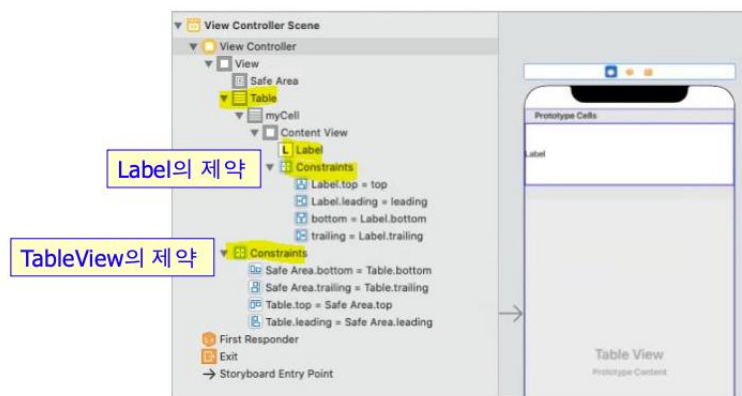 View Controller Scene
View Controller
View
Safe Area
Table
myCell
Content View
L Label
Constraints
Label.top = top
Label.leading = leading
bottom = Label.bottom
trailing = Label.trailing
Constraints
Safe Area.bottom = Table.bottom
Safe Area.trailing = Table.trailing
Table.top = Safe Area.top
Table.leading = Safe Area.leading
First Responder
Exit
Storyboard Entry Point
Label의 제약
TableView의 제약
Prototype Cells
Label
Table View
Prototype Content